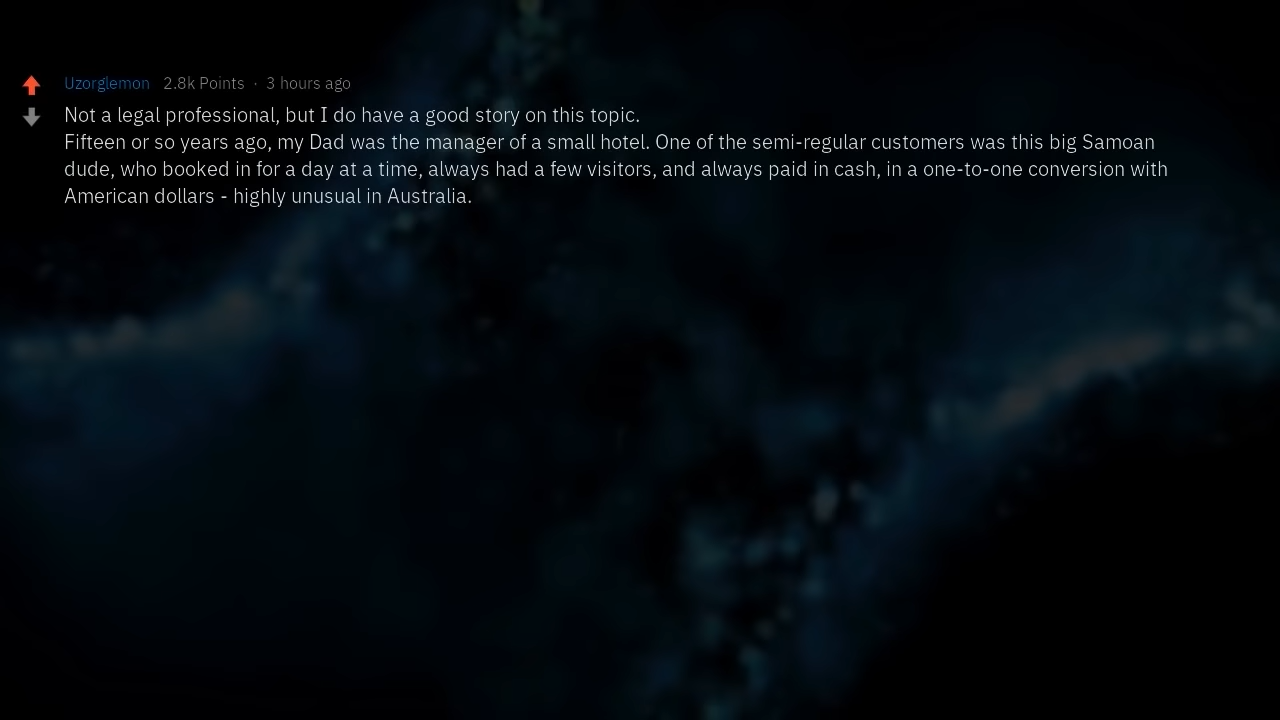 Uzorglemon 2.8k Points · 3 hours ago
Not a legal professional, but I do have a good story on this topic.
Fifteen or so years ago, my Dad was the manager of a small hotel. One of the semi-regular customers was this big Samoan
dude, who booked in for a day at a time, always had a few visitors, and always paid in cash, in a one-to-one conversion with
American dollars - highly unusual in Australia.